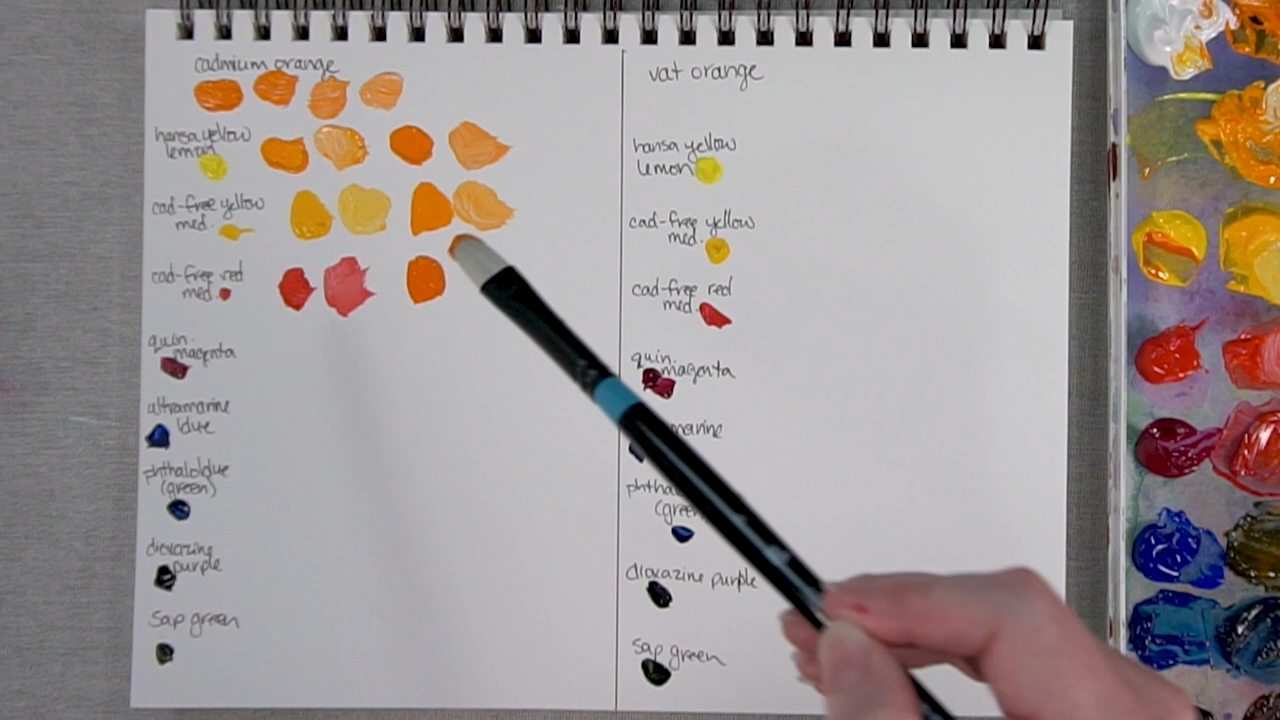 cadmium orange
hansa yellow
lemon
cad-free yellow
med.
cad-free red
med.
quin.
magenta
ultramarine
blue
phthalo blue
(green)
dioxazine
purple
sap green
vat orange
hansa yellow
lemon
cad-free yellow
med.
cad-free red
med.
quin.
magenta
marine
phtha
(green
dioxazine purple
sap green